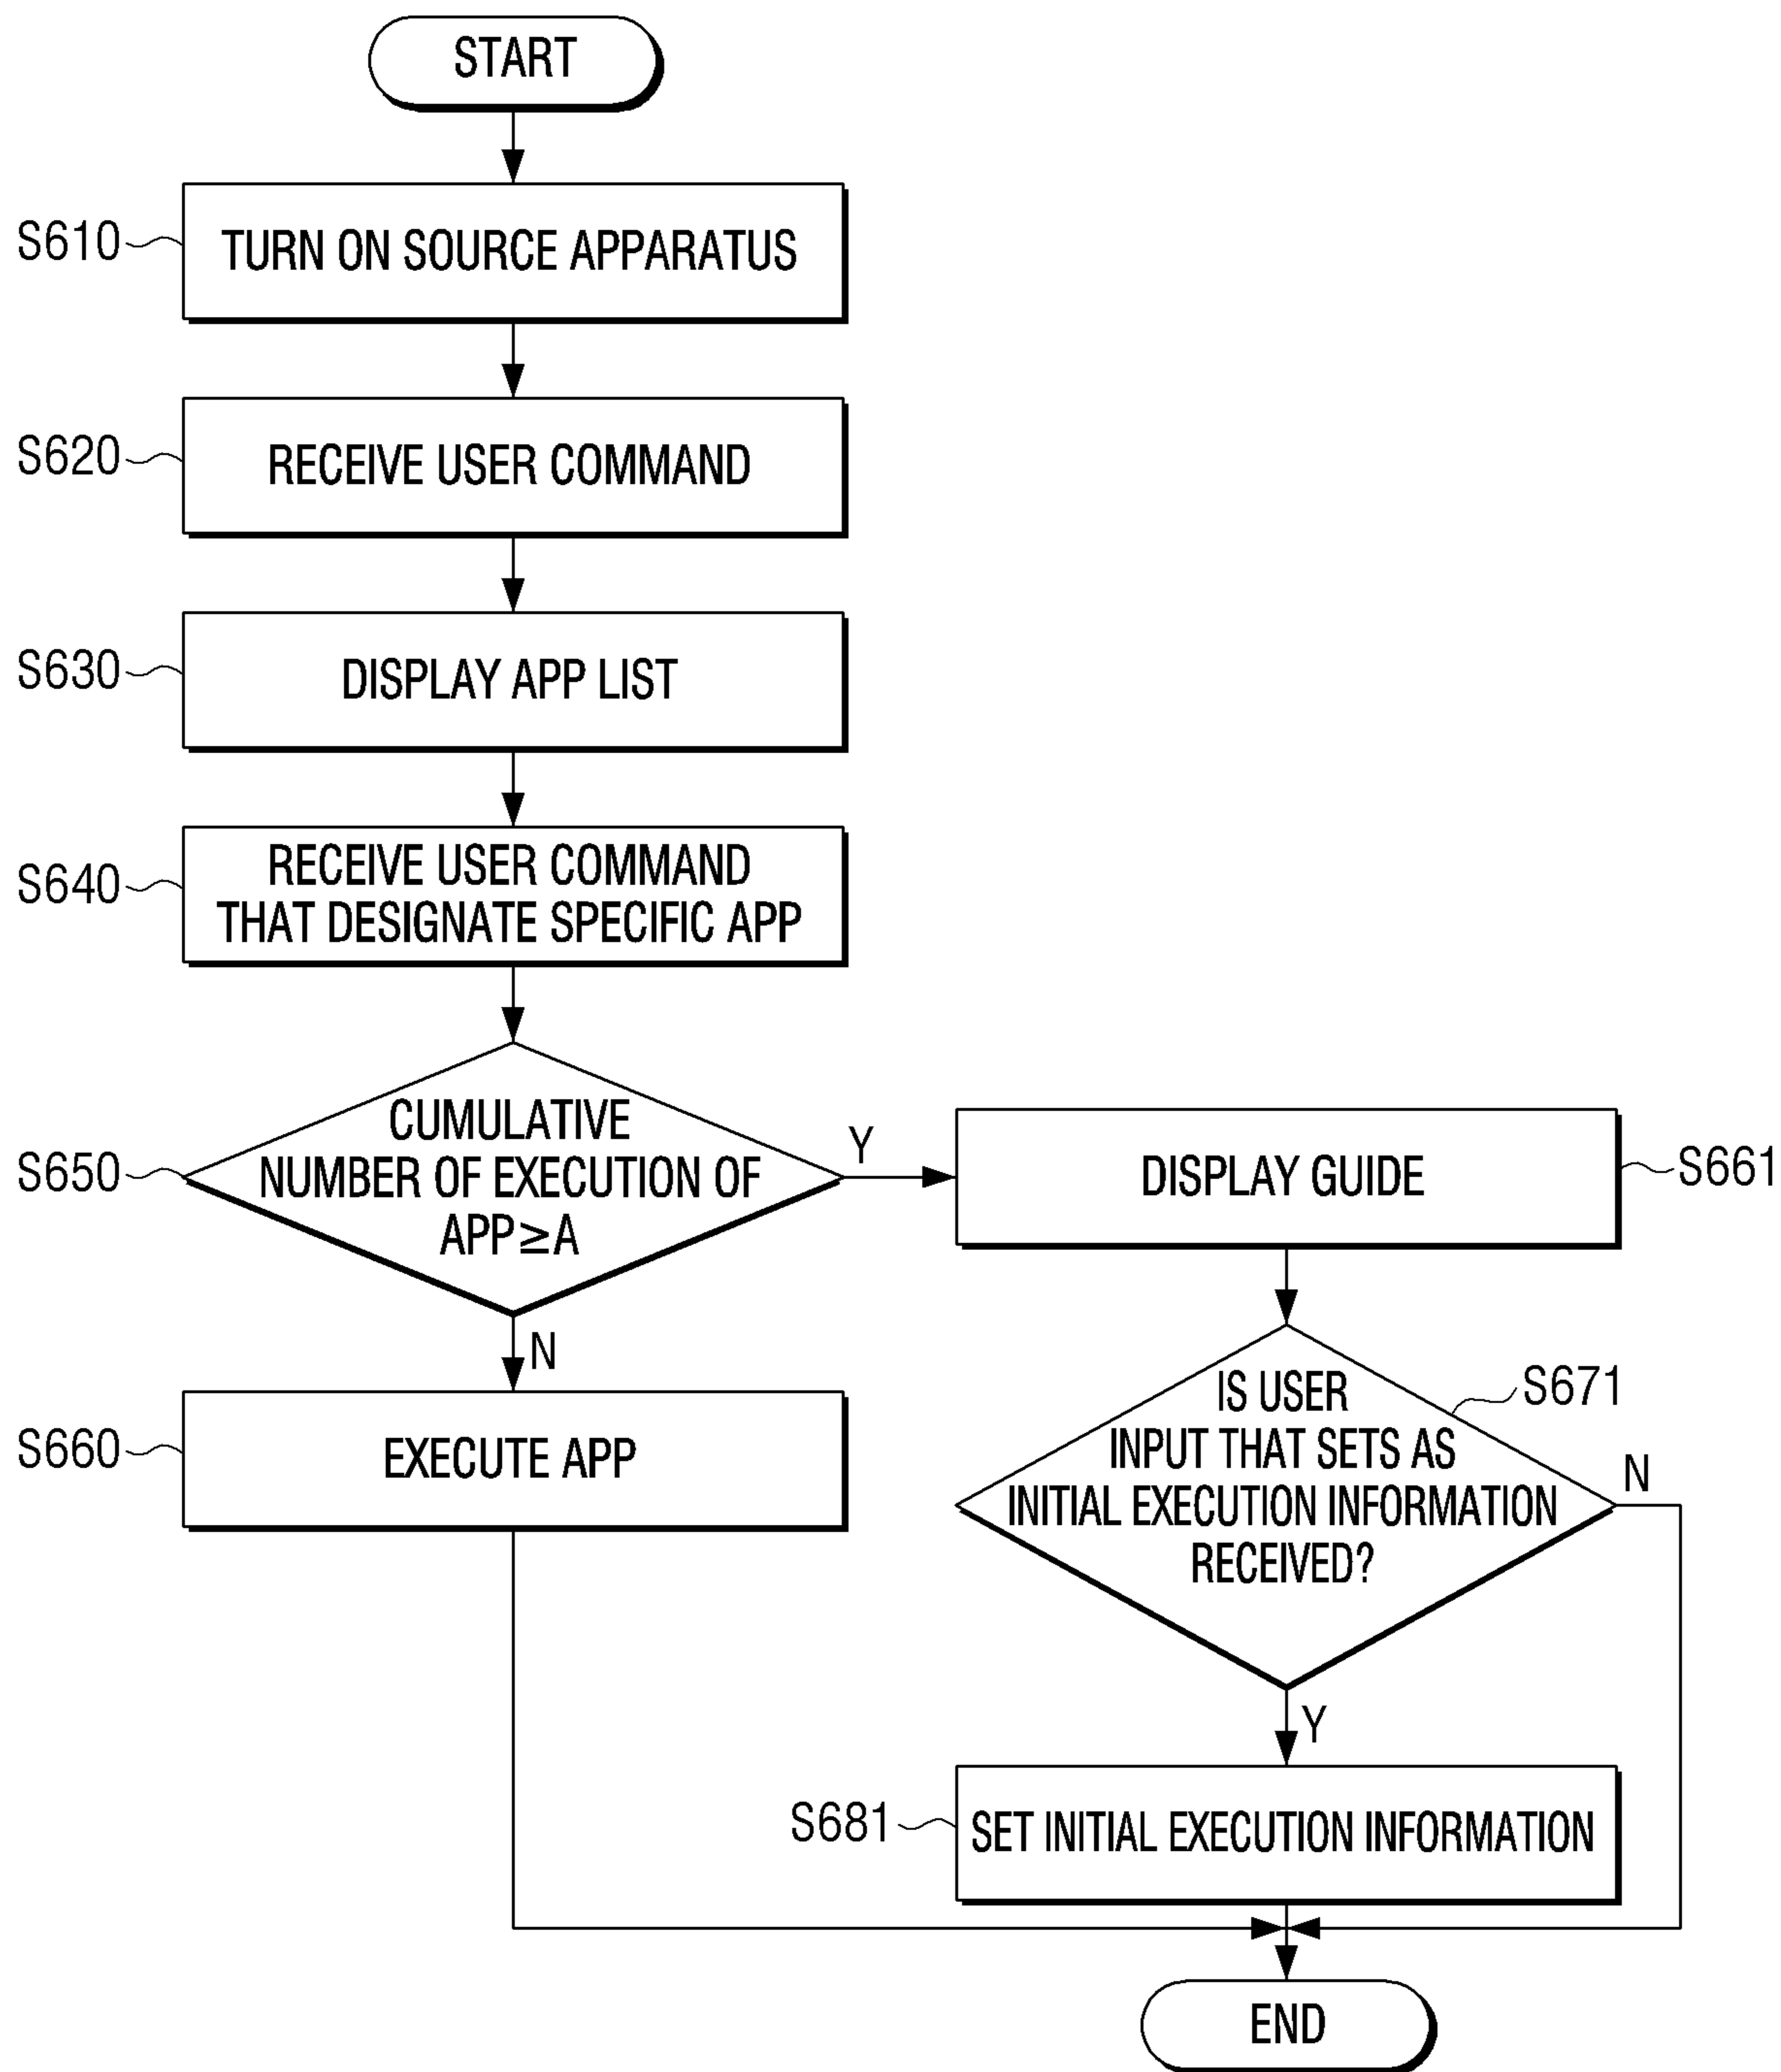 START
S610
TURN ON SOURCE APPARATUS
S620
RECEIVE USER COMMAND
S630
DISPLAY APP LIST
S640
RECEIVE USER COMMAND
THAT DESIGNATE SPECIFIC APP
S650
CUMULATIVE
NUMBER OF EXECUTION OF
APP≥A
Y
N
DISPLAY GUIDE
S661
S660
EXECUTE APP
S671
IS USER
INPUT THAT SETS AS
INITIAL EXECUTION INFORMATION
RECEIVED?
N
Y
S681
SET INITIAL EXECUTION INFORMATION
END